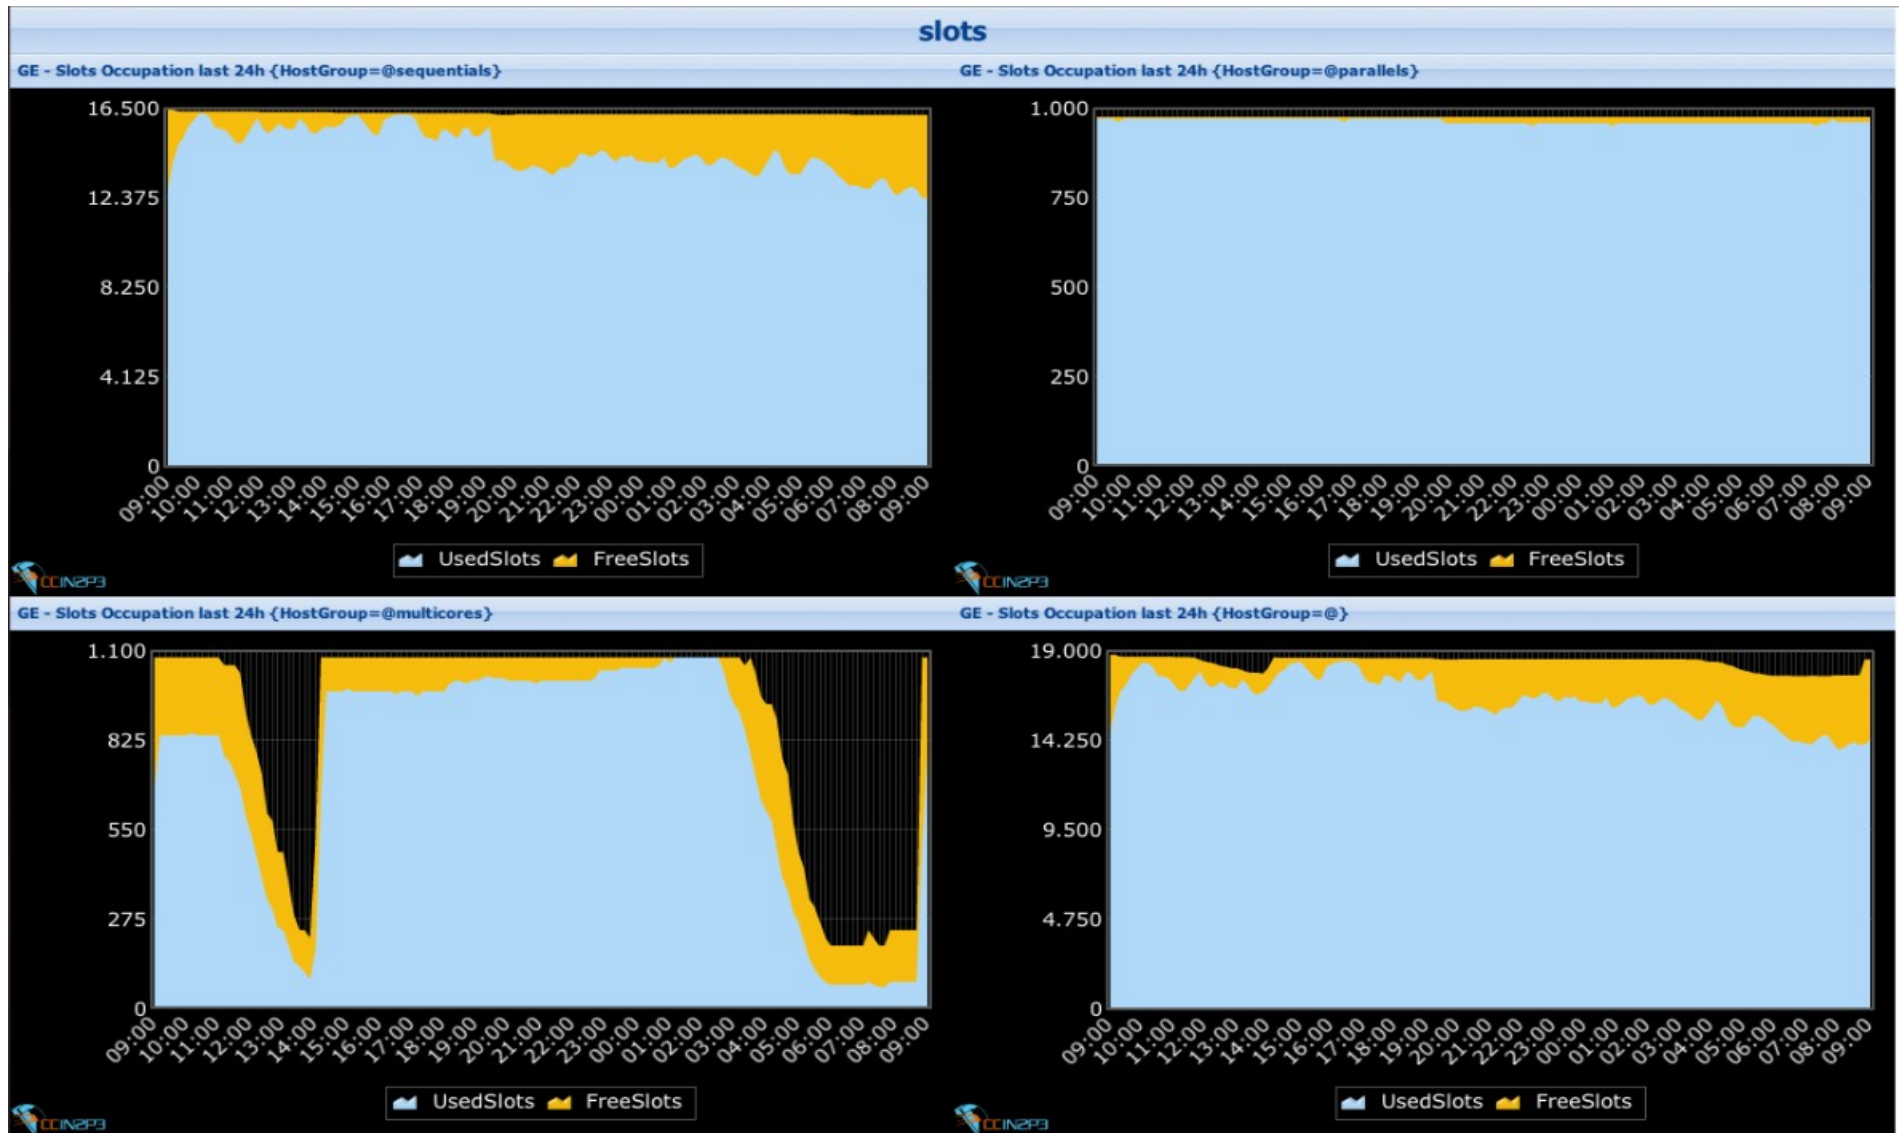 slots
GE - Slots Occupation last 24h {HostGroup=@sequentials}
16.500
12.375
8.250
4.125
0
09:00 10:00 11:00 12:00 13:00 14:00 15:00 16:00 17:00 18:00 19:00 20:00 21:00 22:00 23:00 00:00 01:00 02:00 03:00 04:00 05:00 06:00 07:00 08:00 09:00
UsedSlots FreeSlots
CCIN2P3
GE - Slots Occupation last 24h {HostGroup=@parallels}
1.000
750
500
250
0
09:00 10:00 11:00 12:00 13:00 14:00 15:00 16:00 17:00 18:00 19:00 20:00 21:00 22:00 23:00 00:00 01:00 02:00 03:00 04:00 05:00 06:00 07:00 08:00 09:00
UsedSlots FreeSlots
CCIN2P3
GE - Slots Occupation last 24h {HostGroup=@multicores}
1.100
825
550
275
0
09:00 10:00 11:00 12:00 13:00 14:00 15:00 16:00 17:00 18:00 19:00 20:00 21:00 22:00 23:00 00:00 01:00 02:00 03:00 04:00 05:00 06:00 07:00 08:00 09:00
UsedSlots FreeSlots
CCIN2P3
GE - Slots Occupation last 24h {HostGroup=@}
19.000
14.250
9.500
4.750
0
09:00 10:00 11:00 12:00 13:00 14:00 15:00 16:00 17:00 18:00 19:00 20:00 21:00 22:00 23:00 00:00 01:00 02:00 03:00 04:00 05:00 06:00 07:00 08:00 09:00
UsedSlots FreeSlots
CCIN2P3